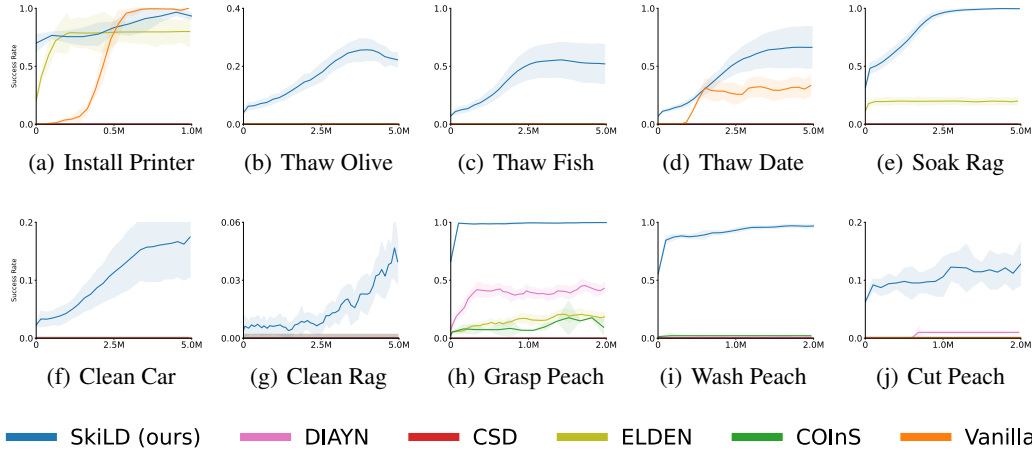 Success Rate
1.0
0.5
0.0
0 0.5M 1.0M
(a) Install Printer
0.4
0.2
0.0
0 2.5M 5.0M
(b) Thaw Olive
1.0
0.5
0.0
0 2.5M 5.0M
(c) Thaw Fish
1.0
0.5
0.0
0 2.5M 5.0M
(d) Thaw Date
1.0
0.5
0.0
0 2.5M 5.0M
(e) Soak Rag
Success Rate
0.2
0.1
0.0
0 2.5M 5.0M
(f) Clean Car
0.06
0.03
0.000
0 2.5M 5.0M
(g) Clean Rag
1.0
0.5
0.0
0 1.0M 2.0M
(h) Grasp Peach
1.0
0.5
0.0
0 1.0M 2.0M
(i) Wash Peach
0.2
0.1
0.0
0 1.0M 2.0M
(j) Cut Peach
SkiLD (ours) DIAYN CSD ELDEN COInS Vanilla